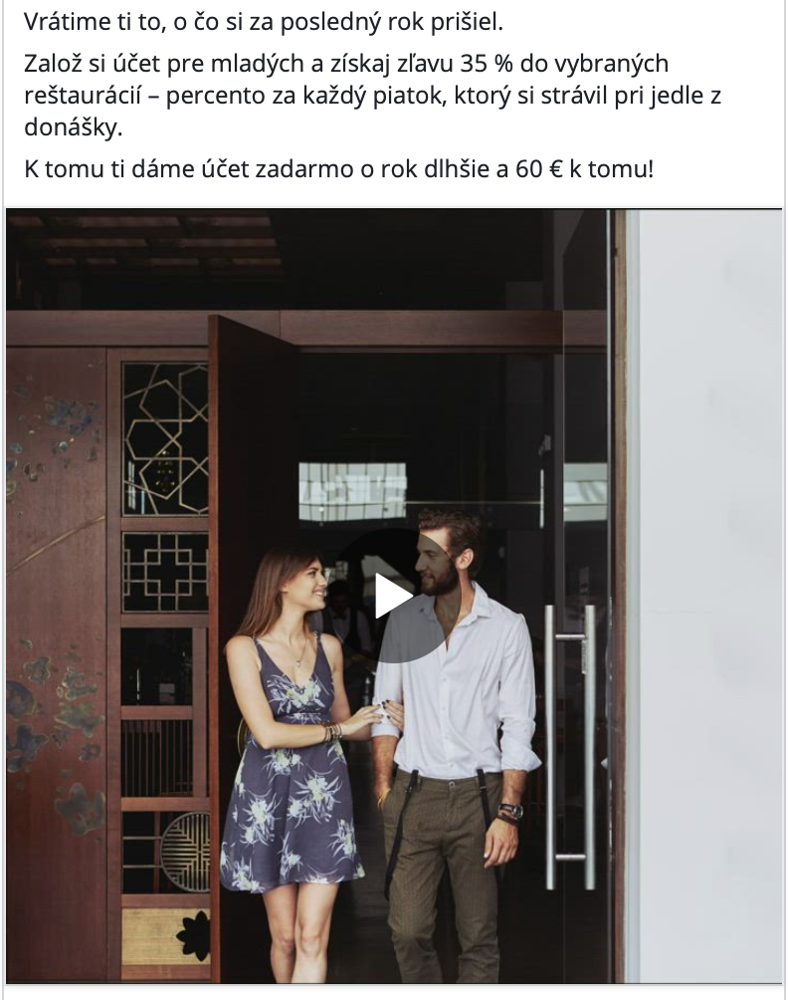 Vrátime ti to, o čo si za posledný rok prišiel.
Založ si účet pre mladých a získaj zľavu 35 % do vybraných
reštaurácií – percento za každý piatok, ktorý si strávil pri jedle z
donášky.
K tomu ti dáme účet zadarmo o rok dlhšie a 60 € k tomu!